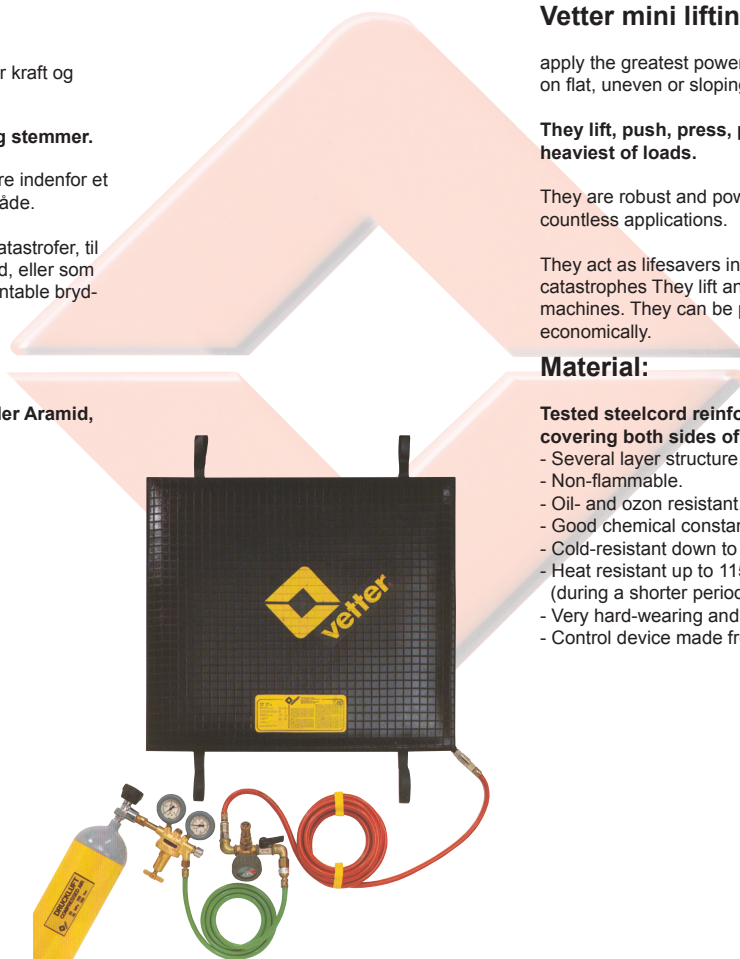 r kraft og
g stemmer.
re indenfor et
åde.
atastrofer, til
d, eller som
ntable bryd-
ler Aramid,
Vetter mini liftin
apply the greatest power
on flat, uneven or sloping
They lift, push, press, p
heaviest of loads.
They are robust and pow
countless applications.
They act as lifesavers in
catastrophes They lift an
machines. They can be p
economically.
Material:
Tested steelcord reinfo
covering both sides of
- Several layer structure
- Non-flammable.
- Oil- and ozon resistant
- Good chemical constan
- Cold-resistant down to
- Heat resistant up to 115
(during a shorter period
- Very hard-wearing and
- Control device made fr
vetter
DRUCKLUFT
COMPRESSED AIR